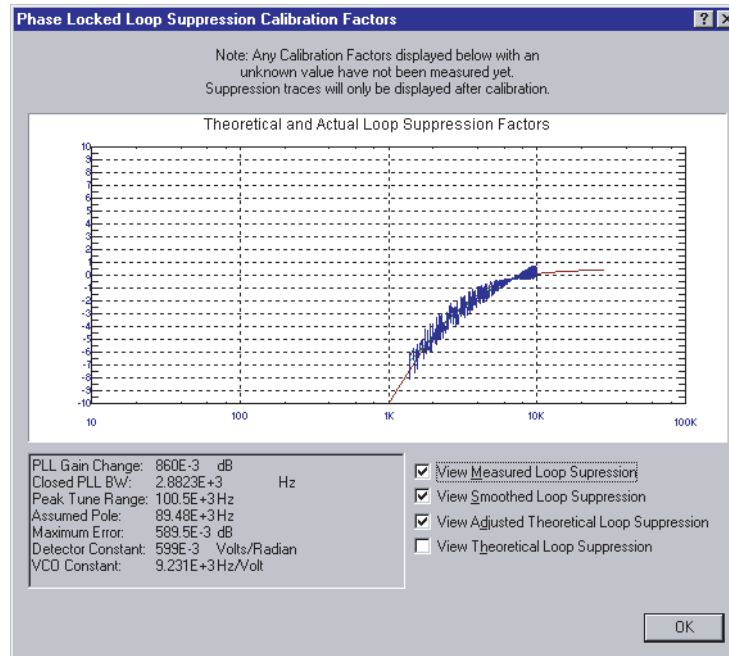 Phase Locked Loop Suppression Calibration Factors
Note: Any Calibration Factors displayed below with an
unknown value have not been measured yet.
Suppression traces will only be displayed after calibration.
Theoretical and Actual Loop Suppression Factors
10
9
8
7
6
5
4
3
2
1
0
-1
-2
-3
-4
-5
-6
-7
-8
-9
-10
10
100
1K
10K
100K
PLL Gain Change: 860E-3 dB
Closed PLL BW: 2.8823E+3 Hz
Peak Tune Range: 100.5E+3Hz
Assumed Pole: 89.48E+3Hz
Maximum Error: 589.5E-3 dB
Detector Constant: 599E-3 Volts/Radian
VCO Constant: 9.231E+3Hz/Volt
View Measured Loop Supression
View Smoothed Loop Suppression
View Adjusted Theoretical Loop Suppression
View Theoretical Loop Suppression
OK